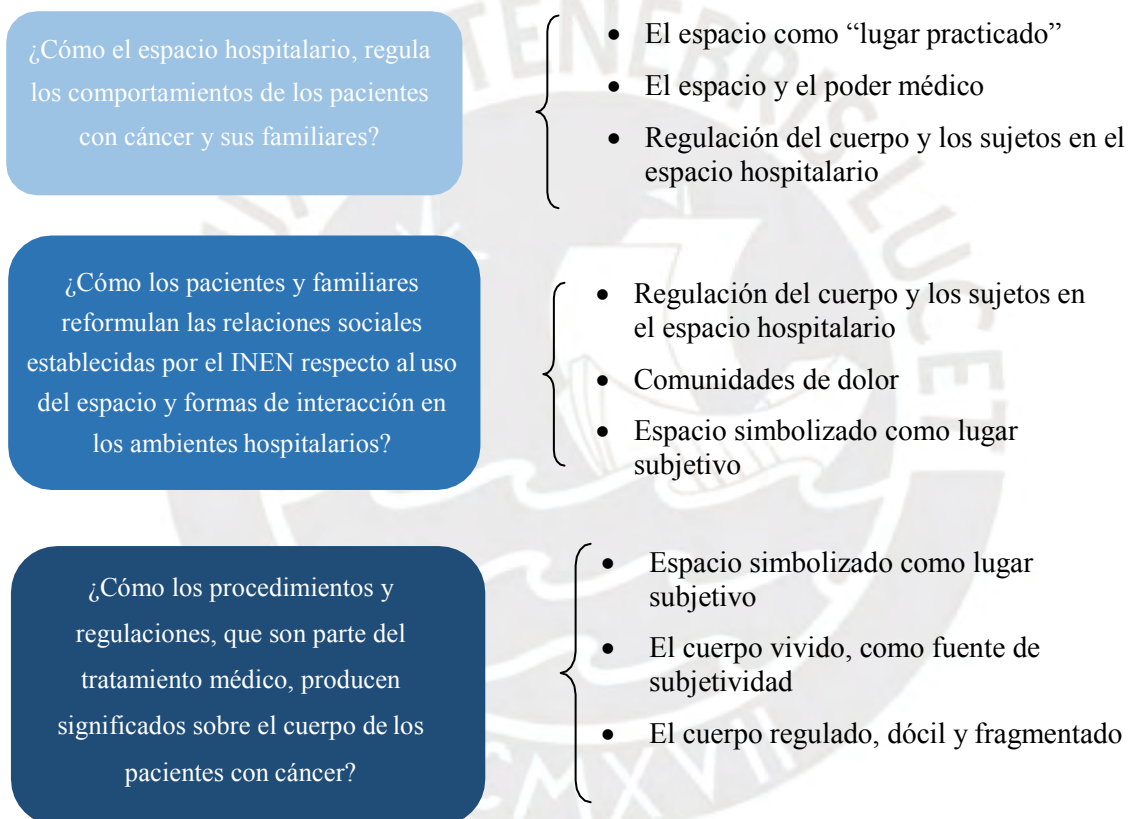 ¿Cómo el espacio hospitalario, regula
los comportamientos de los pacientes
con cáncer y sus familiares?
• El espacio como “lugar practicado”
• El espacio y el poder médico
• Regulación del cuerpo y los sujetos en el
espacio hospitalario
¿Cómo los pacientes y familiares
reformulan las relaciones sociales
establecidas por el INEN respecto al uso
del espacio y formas de interacción en
los ambientes hospitalarios?
• Regulación del cuerpo y los sujetos en
el espacio hospitalario
• Comunidades de dolor
• Espacio simbolizado como lugar
subjetivo
¿Cómo los procedimientos y
regulaciones, que son parte del
tratamiento médico, producen
significados sobre el cuerpo de los
pacientes con cáncer?
• Espacio simbolizado como lugar
subjetivo
• El cuerpo vivido, como fuente de
subjetividad
• El cuerpo regulado, dócil y fragmentado
TENEBRIS LUCET
MCMXVII